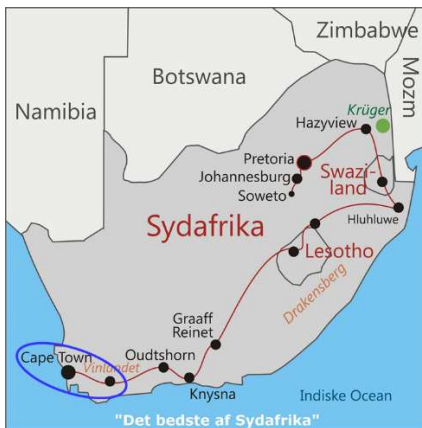 Zimbabwe
Botswana
Mozm
Namibia
Krüger
Hazyview
Pretoria
Johannesburg
Swazi-
land
Soweto
Hluhluwe
Sydafrika
Lesotho
Drakensberg
Graaff
Reinet
Cape Town
Vinlandet
Oudtshorn
Knysna
Indiske Ocean
"Det bedste af Sydafrika"